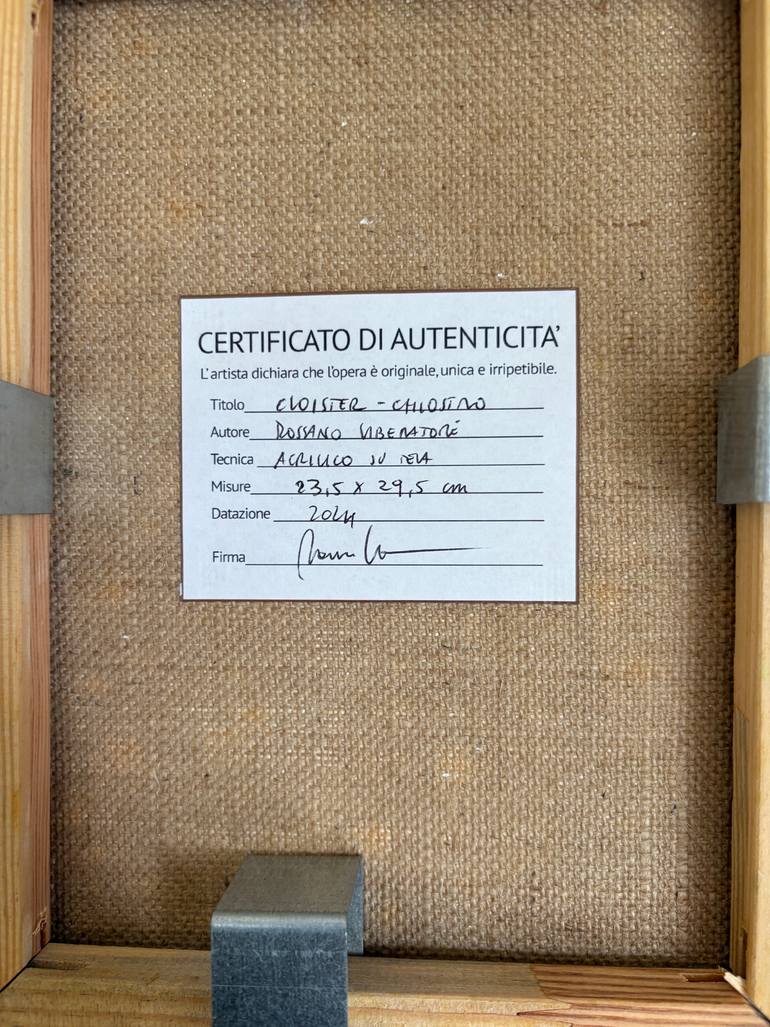 CERTIFICATO DI AUTENTICITA'
L'artista dichiara che l'opera è originale, unica e irripetibile.
Titolo CLOISTER - CHIOSTRO
Autore ROSSANO LIBERATORE
Tecnica ACRILICO SU TELA
Misure 23,5 x 29,5 cm
Datazione 2024
Firma